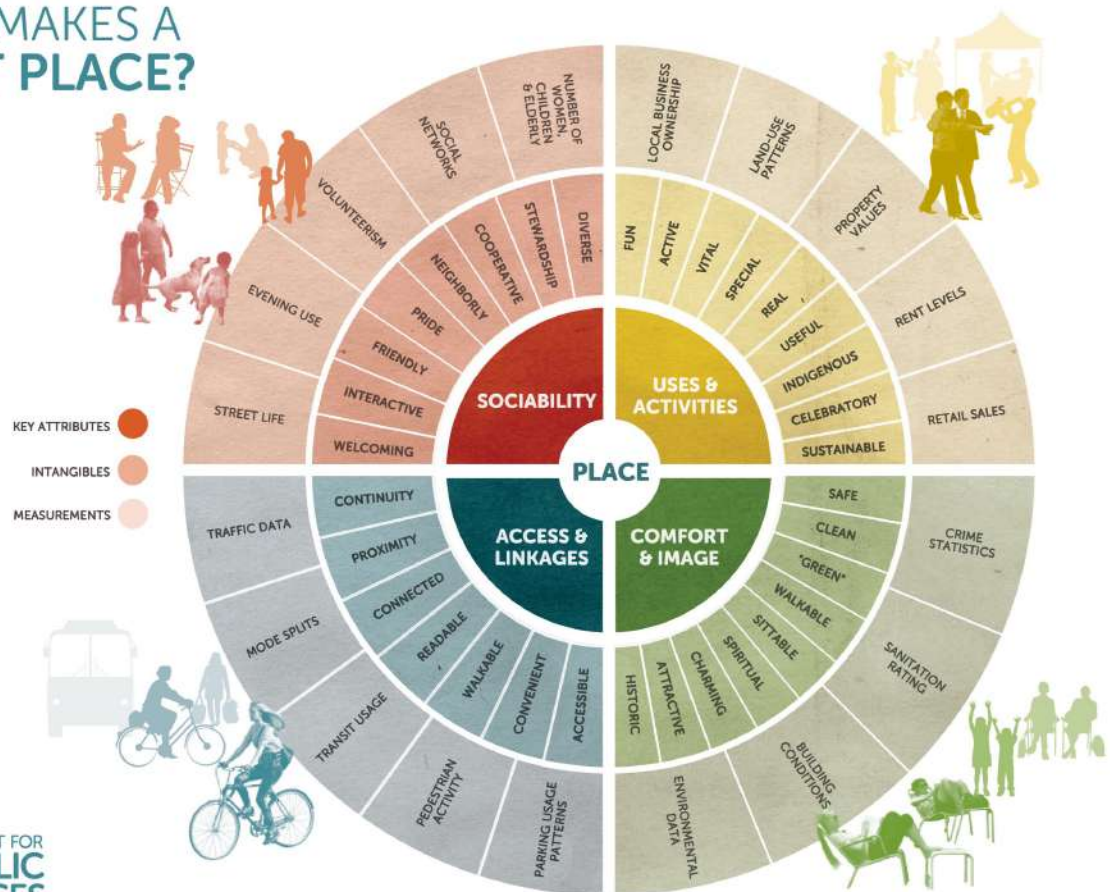 MAKES A
T PLACE?
KEY ATTRIBUTES
INTANGIBLES
MEASUREMENTS
PLACE
SOCIABILITY
USES &
ACTIVITIES
ACCESS &
LINKAGES
COMFORT
& IMAGE
WELCOMING
INTERACTIVE
FRIENDLY
PRIDE
NEIGHBORLY
COOPERATIVE
STEWARDSHIP
DIVERSE
STREET LIFE
EVENING USE
VOLUNTEERISM
SOCIAL
NETWORKS
NUMBER OF
WOMEN,
CHILDREN
& ELDERLY
FUN
ACTIVE
VITAL
SPECIAL
REAL
USEFUL
INDIGENOUS
CELEBRATORY
SUSTAINABLE
LOCAL BUSINESS
OWNERSHIP
LAND-USE
PATTERNS
PROPERTY
VALUES
RENT LEVELS
RETAIL SALES
SAFE
CLEAN
"GREEN"
WALKABLE
SITTABLE
SPIRITUAL
CHARMING
ATTRACTIVE
HISTORIC
CRIME
STATISTICS
SANITATION
RATING
BUILDING
CONDITIONS
ENVIRONMENTAL
DATA
CONTINUITY
PROXIMITY
CONNECTED
READABLE
WALKABLE
CONVENIENT
ACCESSIBLE
TRAFFIC DATA
MODE SPLITS
TRANSIT USAGE
PEDESTRIAN
ACTIVITY
PARKING USAGE
PATTERNS
T FOR
LIC
CES